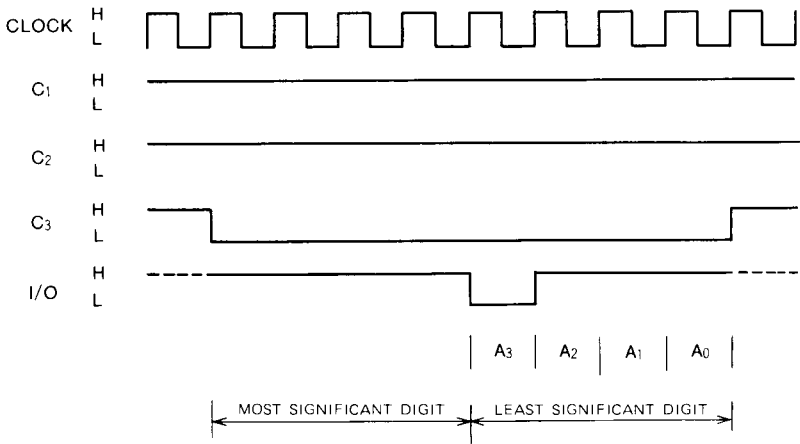 CLOCK H
L
C1 H
L
C2 H
L
C3 H
L
I/O H
L
A3 A2 A1 A0
MOST SIGNIFICANT DIGIT LEAST SIGNIFICANT DIGIT